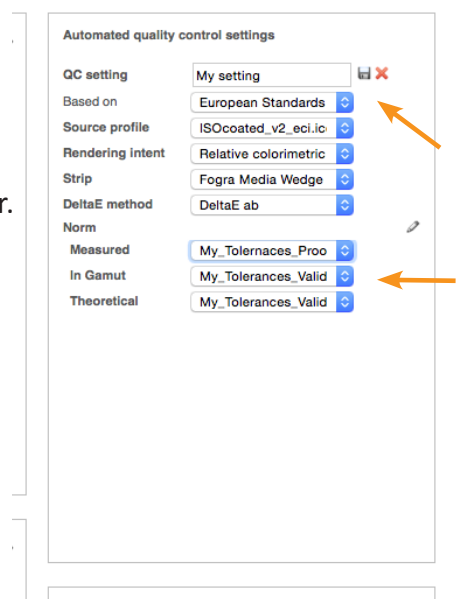 Automated quality control settings
QC setting My setting
Based on European Standards
Source profile ISOcoated_v2_eci.ic
Rendering intent Relative colorimetric
Strip Fogra Media Wedge
r.
DeltaE method DeltaE ab
Norm
Measured My_Tolernaces_Proo
In Gamut My_Tolerances_Valid
Theoretical My_Tolerances_Valid